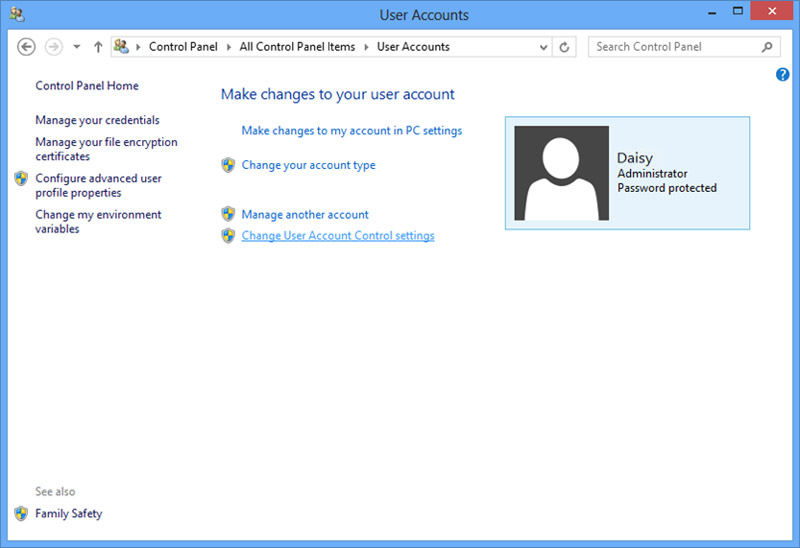 User Accounts
Control Panel
All Control Panel Items
User Accounts
Search Control Panel
Control Panel Home
Manage your credentials
Manage your file encryption
certificates
Configure advanced user
profile properties
Change my environment
variables
Make changes to your user account
Make changes to my account in PC settings
Change your account type
Manage another account
Change User Account Control settings
Daisy
Administrator
Password protected
See also
Family Safety